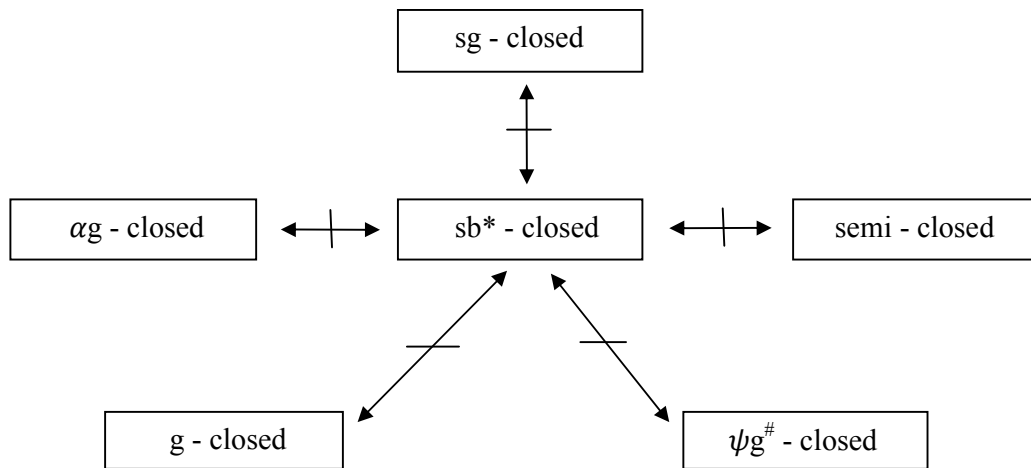 sg - closed
αg - closed
sb* - closed
semi - closed
g - closed
ψg# - closed